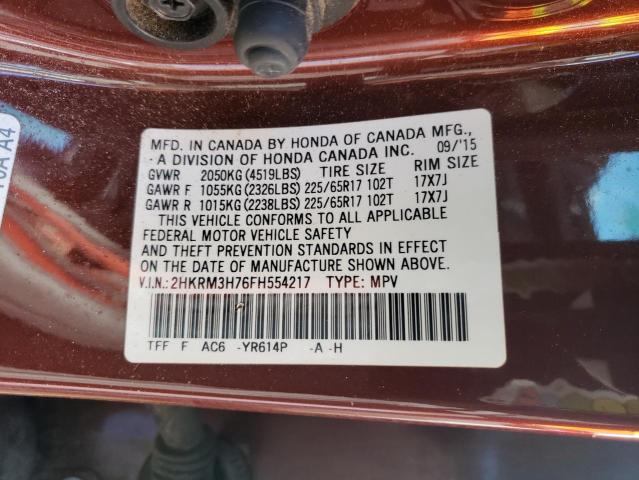 MFD. IN CANADA BY HONDA OF CANADA MFG.,
- A DIVISION OF HONDA CANADA INC. 09/'15
GVWR 2050KG (4519LBS) TIRE SIZE RIM SIZE
GAWR F 1055KG (2326LBS) 225/65R17 102T 17X7J
GAWR R 1015KG (2238LBS) 225/65R17 102T 17X7J
THIS VEHICLE CONFORMS TO ALL APPLICABLE
FEDERAL MOTOR VEHICLE SAFETY
AND THEFT PREVENTION STANDARDS IN EFFECT
ON THE DATE OF MANUFACTURE SHOWN ABOVE.
V.I.N.: 2HKRM3H76FH554217 TYPE: MPV
TFF F AC6 -YR614P -A -H
A4